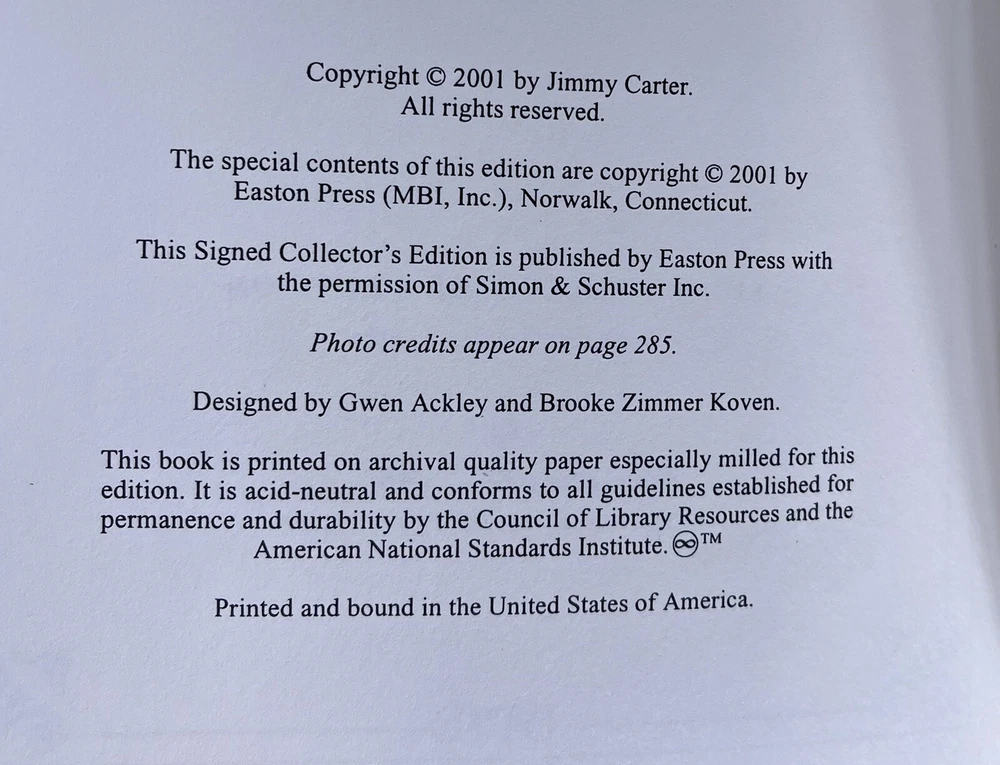 Copyright © 2001 by Jimmy Carter.
All rights reserved.
The special contents of this edition are copyright © 2001 by
Easton Press (MBI, Inc.), Norwalk, Connecticut.
This Signed Collector's Edition is published by Easton Press with
the permission of Simon & Schuster Inc.
Photo credits appear on page 285.
Designed by Gwen Ackley and Brooke Zimmer Koven.
This book is printed on archival quality paper especially milled for this
edition. It is acid-neutral and conforms to all guidelines established for
permanence and durability by the Council of Library Resources and the
American National Standards Institute. ♾™
Printed and bound in the United States of America.